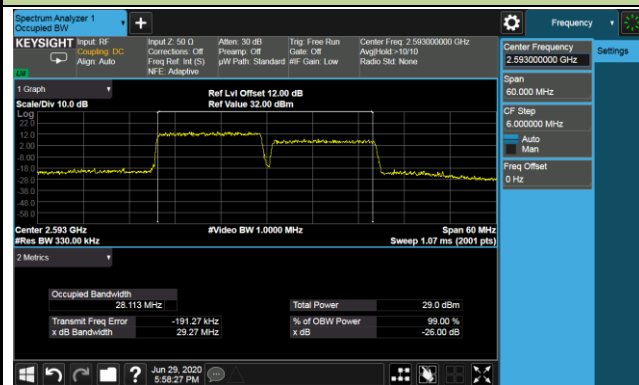 Spectrum Analyzer 1
Occupied BW
+
Frequency
KEYSIGHT
Input: RF
Coupling: DC
Align: Auto
Input Z: 50 Ω
Corrections: Off
Freq Ref: Int (S)
NFE: Adaptive
Atten: 30 dB
Preamp: Off
µW Path: Standard
Trig: Free Run
Gate: Off
#IF Gain: Low
Center Freq: 2.593000000 GHz
Avg|Hold:>10/10
Radio Std: None
Center Frequency
2.593000000 GHz
Settings
Span
60.000 MHz
CF Step
6.000000 MHz
Auto
Man
Freq Offset
0 Hz
1 Graph
Scale/Div 10.0 dB
Ref Lvl Offset 12.00 dB
Ref Value 32.00 dBm
Log
22.0
12.0
2.00
-8.00
-18.0
-28.0
-38.0
-48.0
-58.0
Center 2.593 GHz
#Res BW 330.00 kHz
#Video BW 1.0000 MHz
Span 60 MHz
Sweep 1.07 ms (2001 pts)
2 Metrics
Occupied Bandwidth
28.113 MHz
Total Power 29.0 dBm
Transmit Freq Error -191.27 kHz
% of OBW Power 99.00 %
x dB Bandwidth 29.27 MHz
x dB -26.00 dB
?
Jun 29, 2020
5:58:27 PM